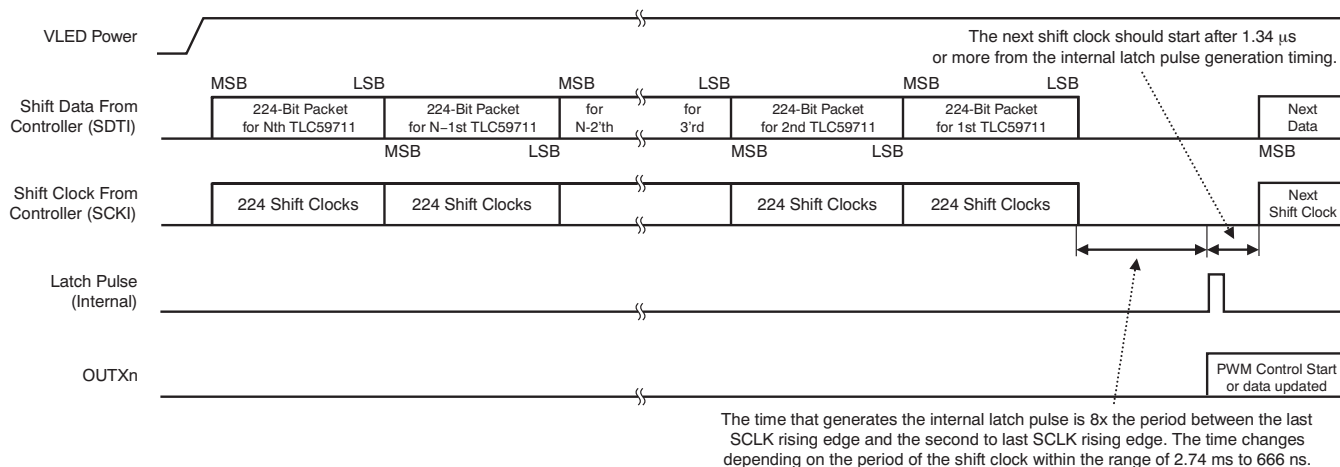 VLED Power
The next shift clock should start after 1.34 μs
or more from the internal latch pulse generation timing.
MSB LSB MSB LSB MSB LSB
Shift Data From
Controller (SDTI)
224-Bit Packet
for Nth TLC59711
224-Bit Packet
for N–1st TLC59711
for
N-2'th
for
3'rd
224-Bit Packet
for 2nd TLC59711
224-Bit Packet
for 1st TLC59711
Next
Data
MSB LSB MSB LSB MSB
Shift Clock From
Controller (SCKI)
224 Shift Clocks
224 Shift Clocks
224 Shift Clocks
224 Shift Clocks
Next
Shift Clock
Latch Pulse
(Internal)
OUTXn
PWM Control Start
or data updated
The time that generates the internal latch pulse is 8x the period between the last
SCLK rising edge and the second to last SCLK rising edge. The time changes
depending on the period of the shift clock within the range of 2.74 ms to 666 ns.